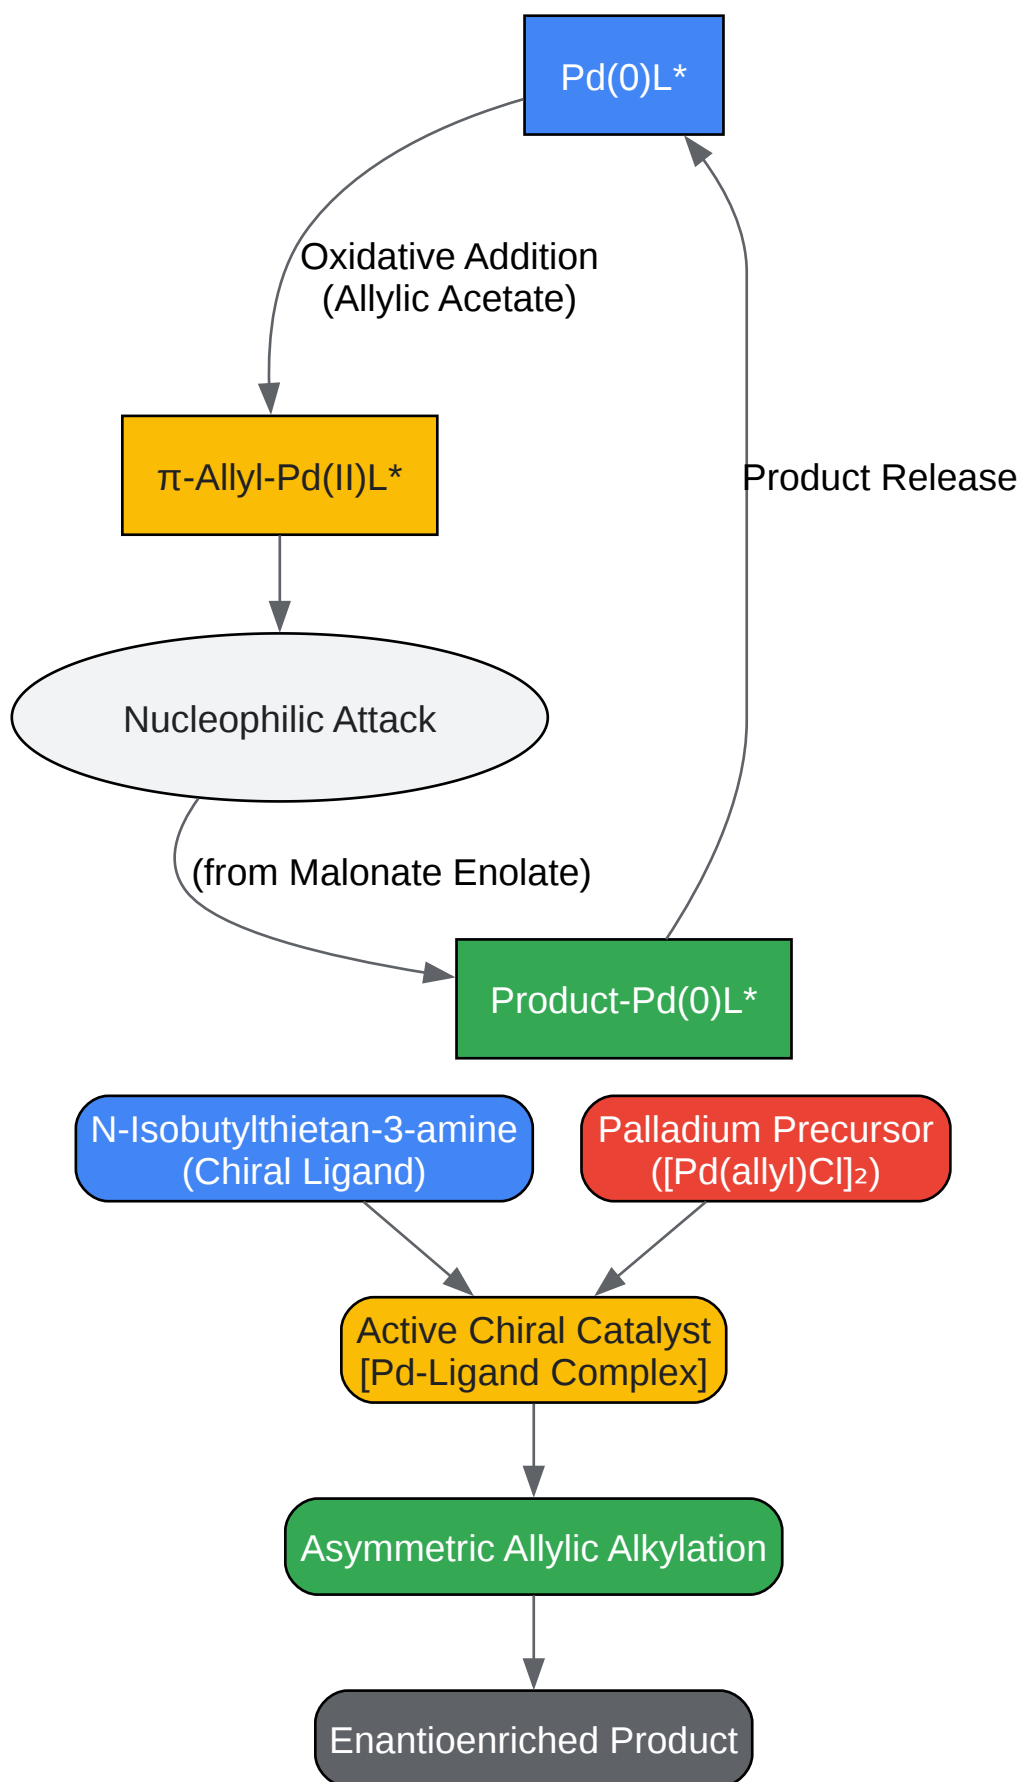 Pd(0)L*
Oxidative Addition
(Allylic Acetate)
π-Allyl-Pd(II)L*
Product Release
Nucleophilic Attack
(from Malonate Enolate)
Product-Pd(0)L*
N-Isobutylthietan-3-amine
(Chiral Ligand)
Palladium Precursor
([Pd(allyl)Cl]₂)
Active Chiral Catalyst
[Pd-Ligand Complex]
Asymmetric Allylic Alkylation
Enantioenriched Product